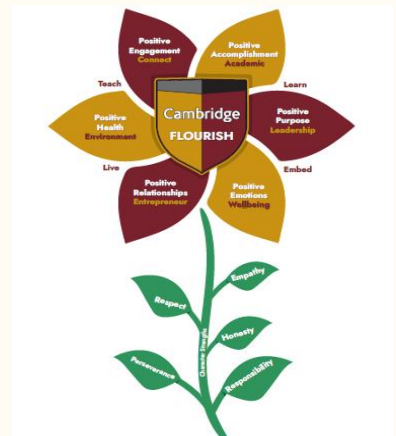 Positive
Engagement
Connect
Positive
Accomplishment
Academic
Teach
Learn
Cambridge
FLOURISH
Positive
Health
Environment
Positive
Purpose
Leadership
Live
Embed
Positive
Relationships
Entrepreneur
Positive
Emotions
Wellbeing
Empathy
Respect
Honesty
Character Strengths
Perseverance
Responsibility